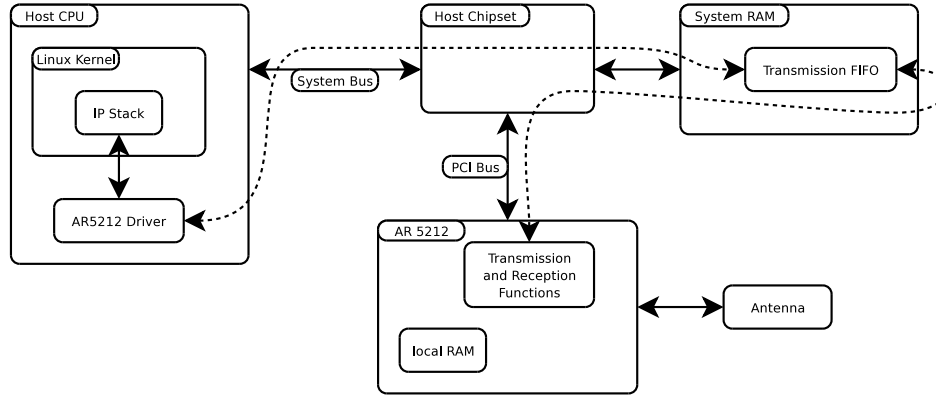 Host CPU
Host Chipset
System RAM
Linux Kernel
System Bus
Transmission FIFO
IP Stack
PCI Bus
AR5212 Driver
AR 5212
Transmission
and Reception
Functions
Antenna
local RAM